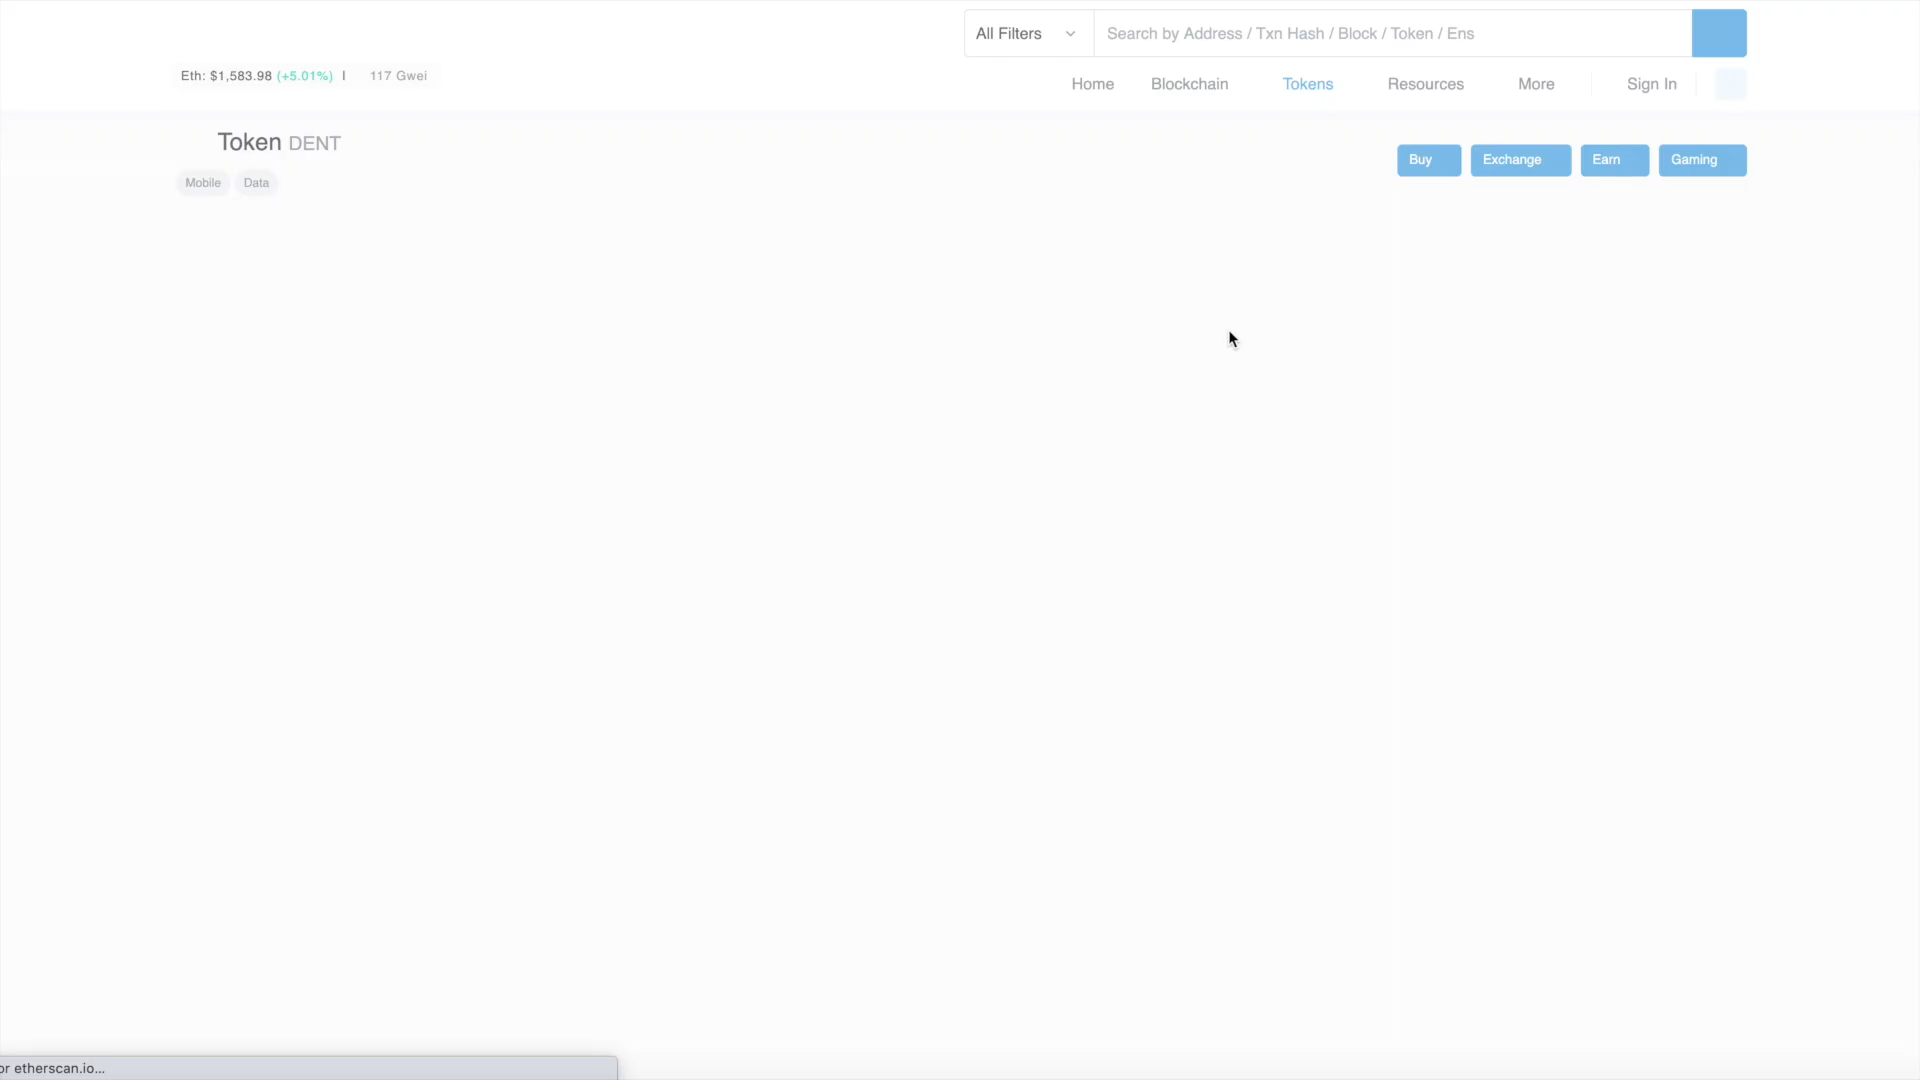 All Filters
Search by Address / Txn Hash / Block / Token / Ens
Eth: $1,583.98 (+5.01%) | 117 Gwei
Home Blockchain Tokens Resources More Sign In
Token DENT
Buy Exchange Earn Gaming
Mobile Data
or etherscan.io...